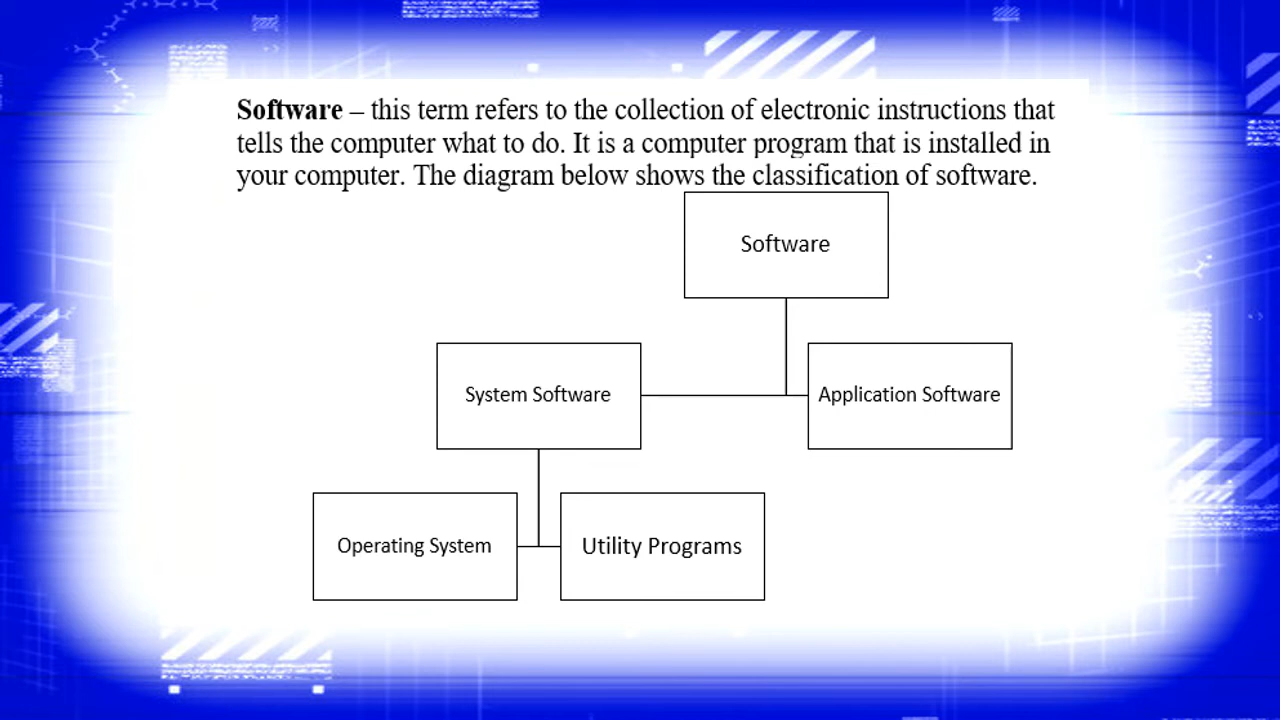 Software – this term refers to the collection of electronic instructions that
tells the computer what to do. It is a computer program that is installed in
your computer. The diagram below shows the classification of software.
Software
System Software
Application Software
Operating System
Utility Programs